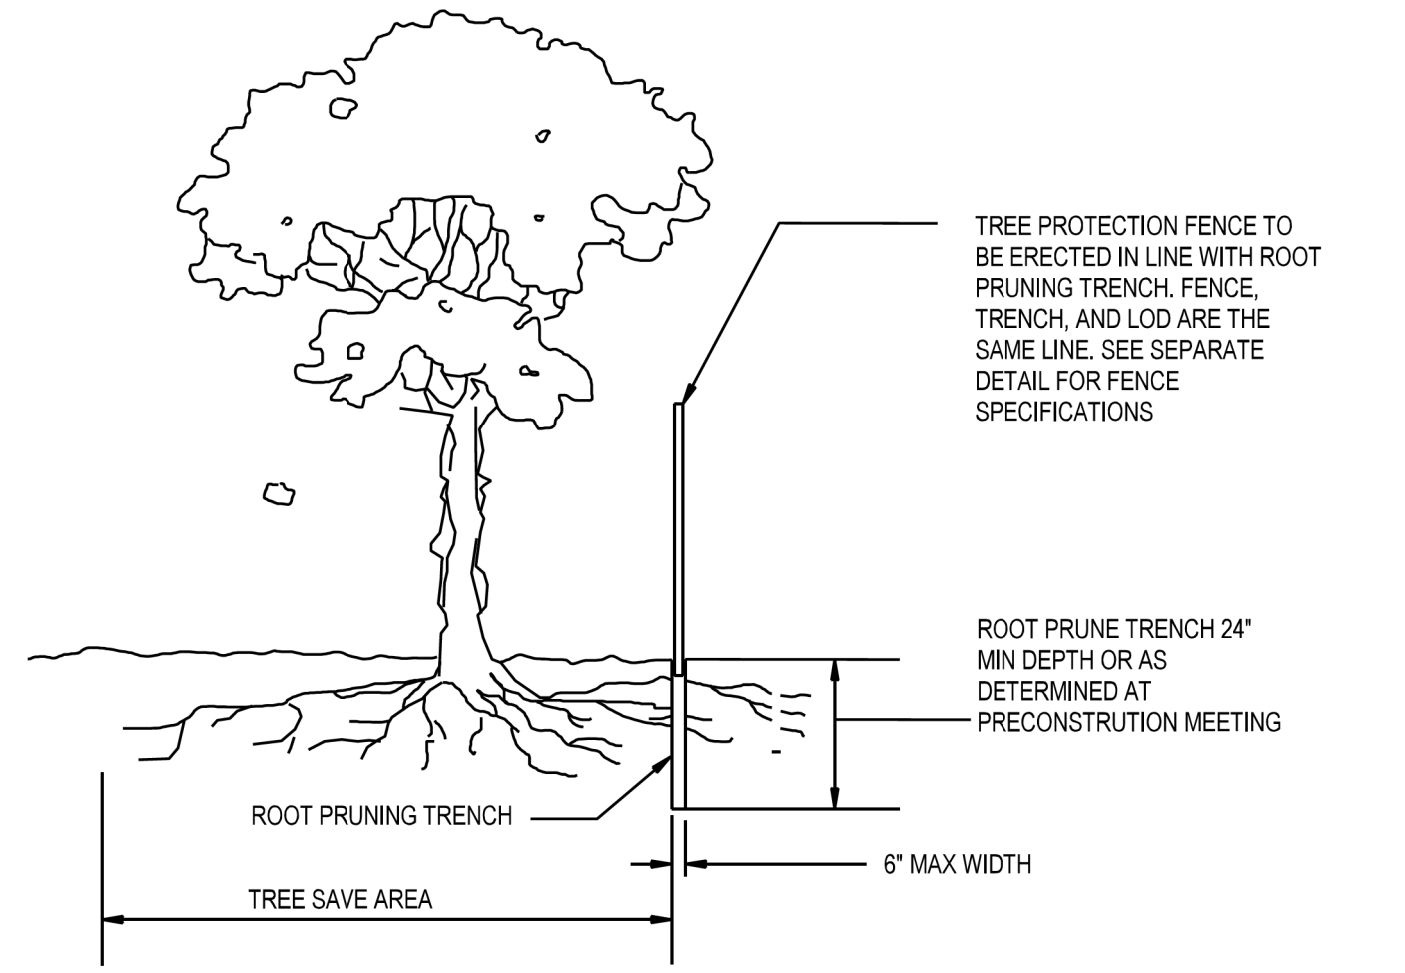 TREE PROTECTION FENCE TO
BE ERECTED IN LINE WITH ROOT
PRUNING TRENCH. FENCE,
TRENCH, AND LOD ARE THE
SAME LINE. SEE SEPARATE
DETAIL FOR FENCE
SPECIFICATIONS
ROOT PRUNE TRENCH 24"
MIN DEPTH OR AS
DETERMINED AT
PRECONSTRUTION MEETING
ROOT PRUNING TRENCH
6" MAX WIDTH
TREE SAVE AREA